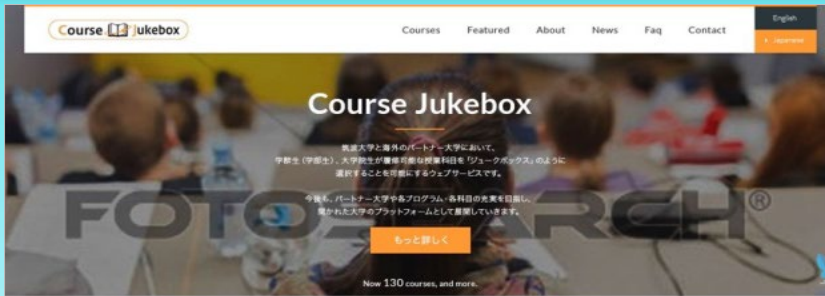 Course Jukebox
Courses Featured About News Faq Contact
English
Japanese
Course Jukebox
筑波大学と海外のパートナー大学において、
学群生（学部生）、大学院生が履修可能な授業科目を「ジュークボックス」のように
選択することを可能にするウェブサービスです。
今後も、パートナー大学や各プログラム・各科目の充実を目指し、
開かれた大学のプラットフォームとして展開していきます。
FOTOSEARCH®
もっと詳しく
Now 130 courses, and more.